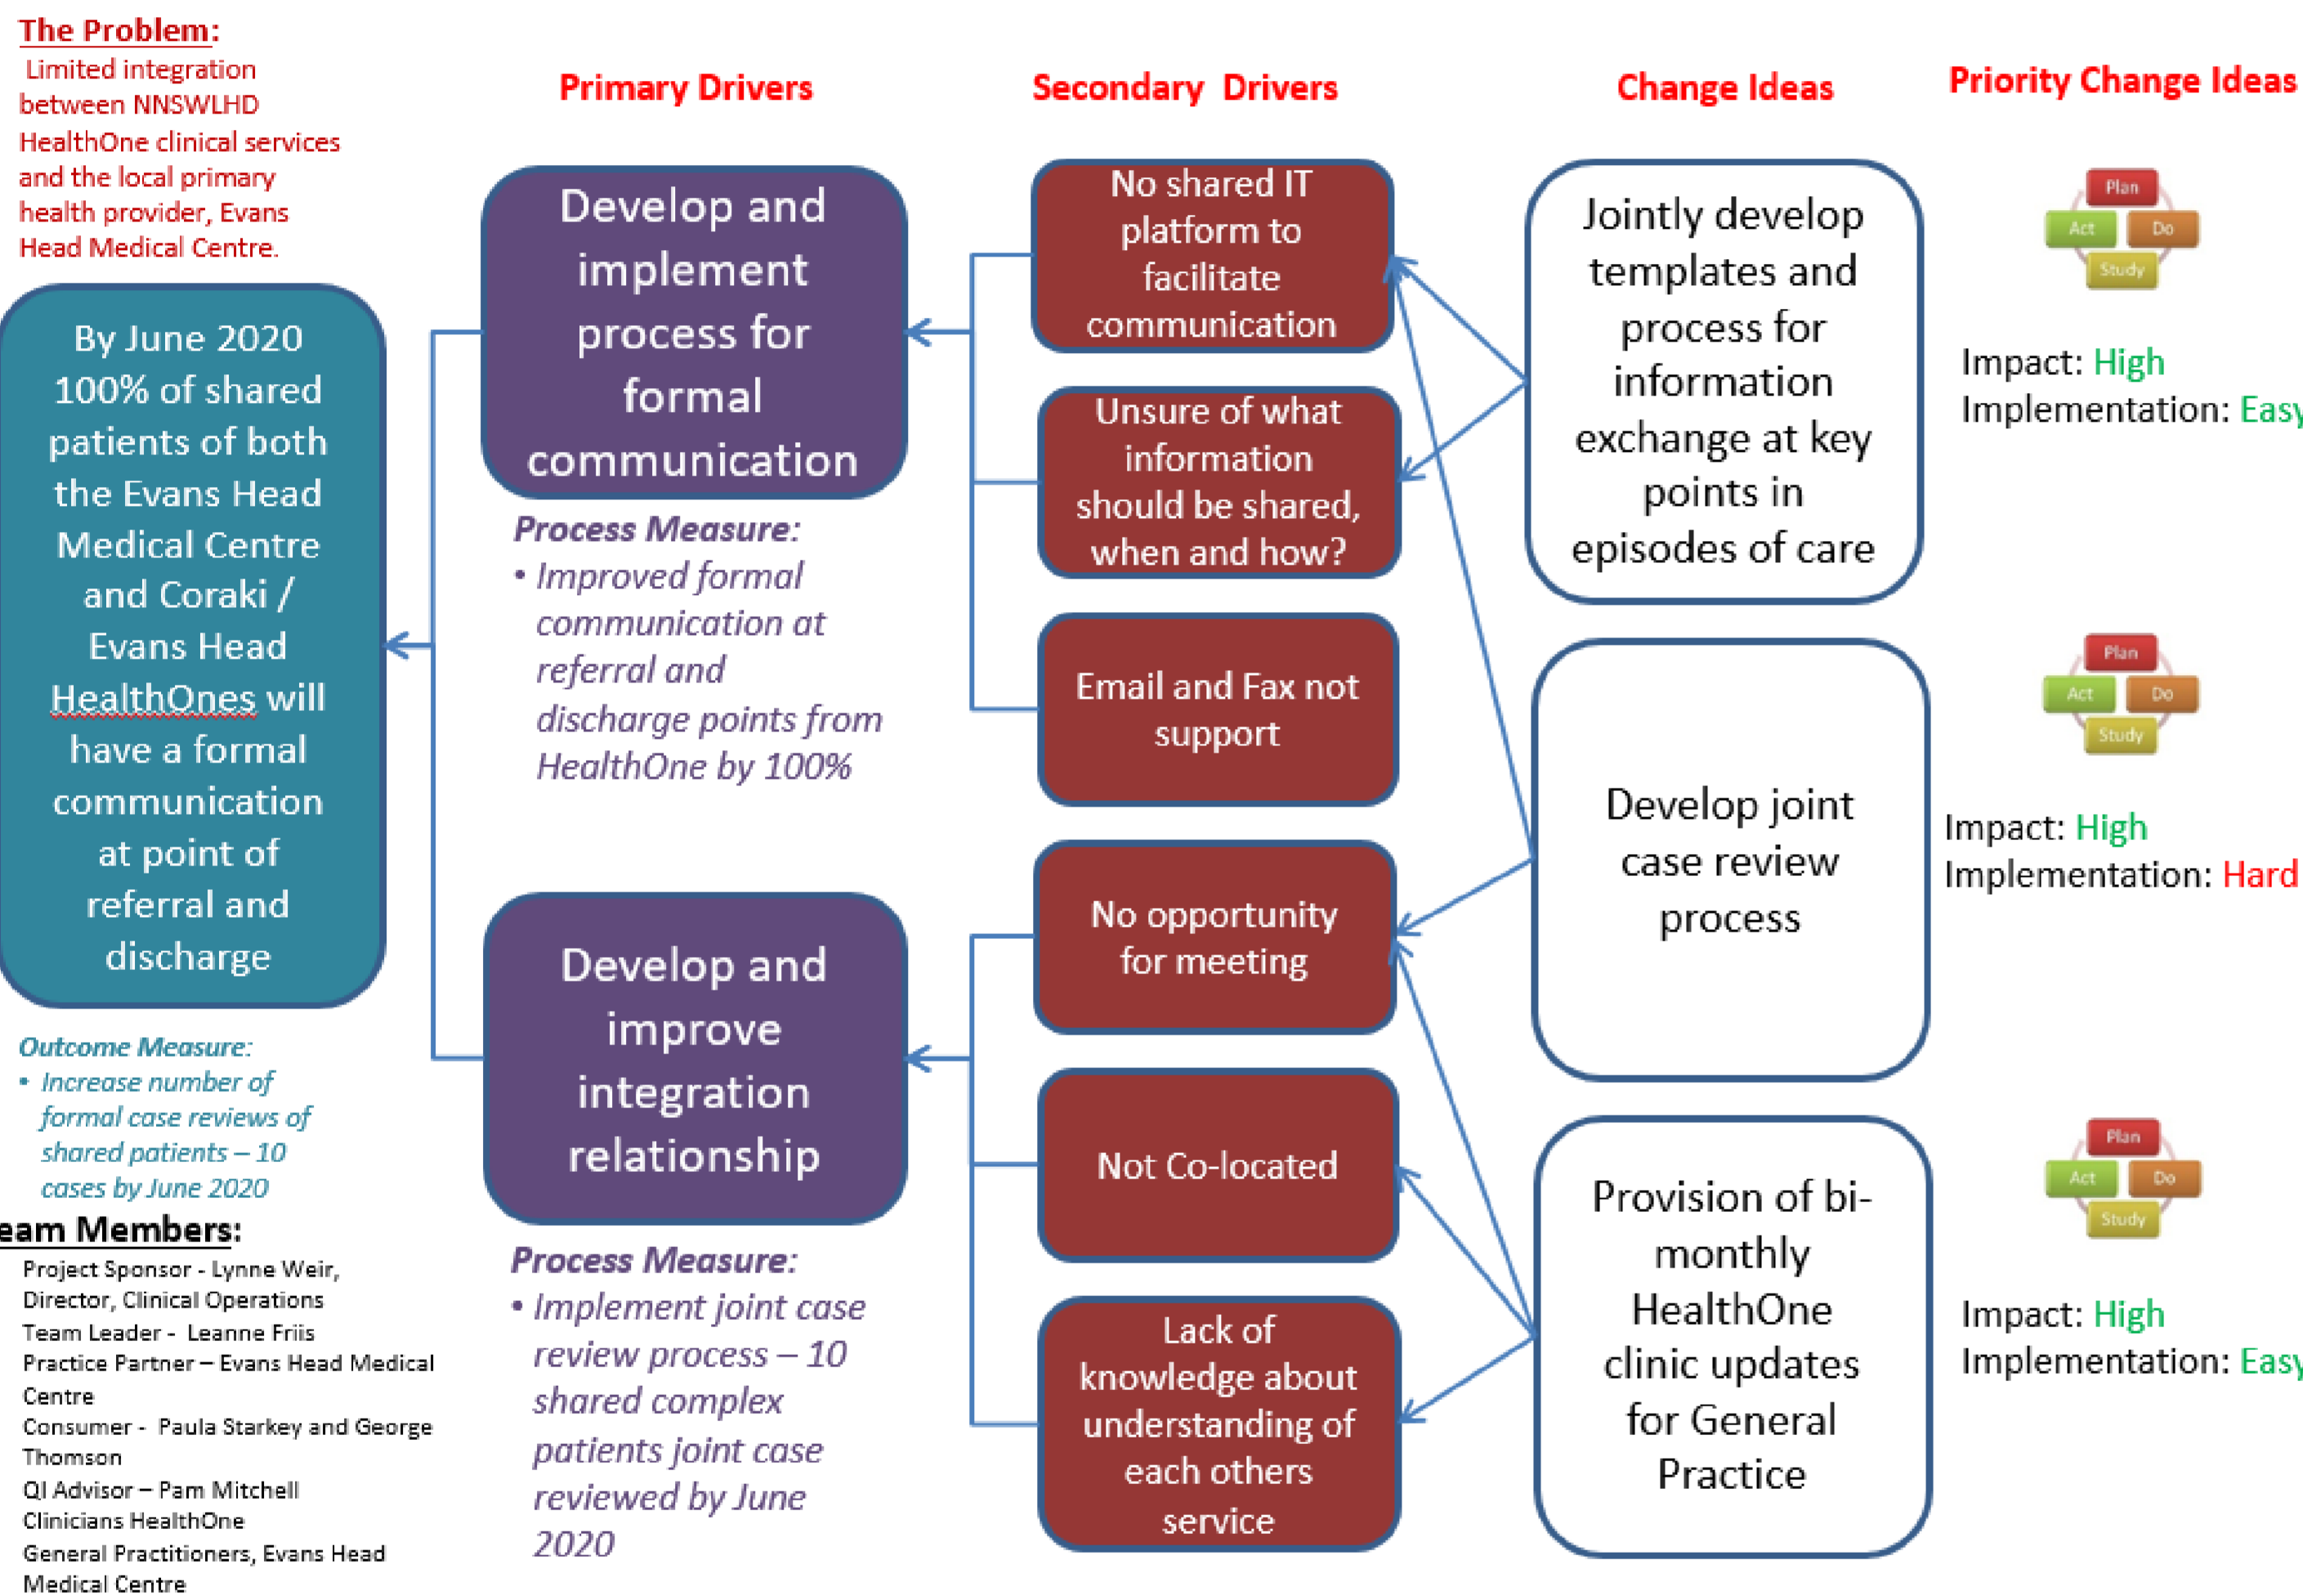 The Problem:
Limited integration
between NNSWLHD
HealthOne clinical services
and the local primary
health provider, Evans
Head Medical Centre.
By June 2020
100% of shared
patients of both
the Evans Head
Medical Centre
and Coraki /
Evans Head
HealthOnes will
have a formal
communication
at point of
referral and
discharge
Outcome Measure:
• Increase number of
formal case reviews of
shared patients – 10
cases by June 2020
eam Members:
Project Sponsor - Lynne Weir,
Director, Clinical Operations
Team Leader - Leanne Friis
Practice Partner – Evans Head Medical
Centre
Consumer - Paula Starkey and George
Thomson
QI Advisor – Pam Mitchell
Clinicians HealthOne
General Practitioners, Evans Head
Medical Centre
Primary Drivers
Develop and
implement
process for
formal
communication
Process Measure:
• Improved formal
communication at
referral and
discharge points from
HealthOne by 100%
Develop and
improve
integration
relationship
Process Measure:
• Implement joint case
review process – 10
shared complex
patients joint case
reviewed by June
2020
Secondary Drivers
No shared IT
platform to
facilitate
communication
Unsure of what
information
should be shared,
when and how?
Email and Fax not
support
No opportunity
for meeting
Not Co-located
Lack of
knowledge about
understanding of
each others
service
Change Ideas
Jointly develop
templates and
process for
information
exchange at key
points in
episodes of care
Develop joint
case review
process
Provision of bi-
monthly
HealthOne
clinic updates
for General
Practice
Priority Change Ideas
Plan
Act Do
Study
Impact: High
Implementation: Easy
Plan
Act Do
Study
Impact: High
Implementation: Hard
Plan
Act Do
Study
Impact: High
Implementation: Easy